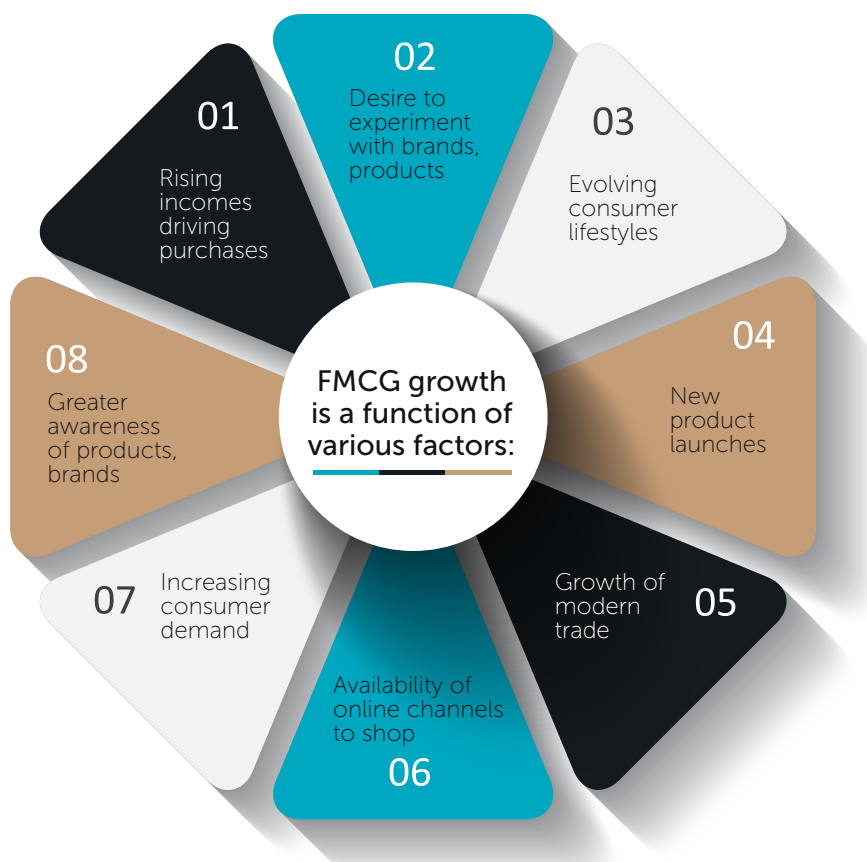 FMCG growth
is a function of
various factors:
01
Rising
incomes
driving
purchases
02
Desire to
experiment
with brands,
products
03
Evolving
consumer
lifestyles
04
New
product
launches
05
Growth of
modern
trade
06
Availability of
online channels
to shop
07
Increasing
consumer
demand
08
Greater
awareness
of products,
brands